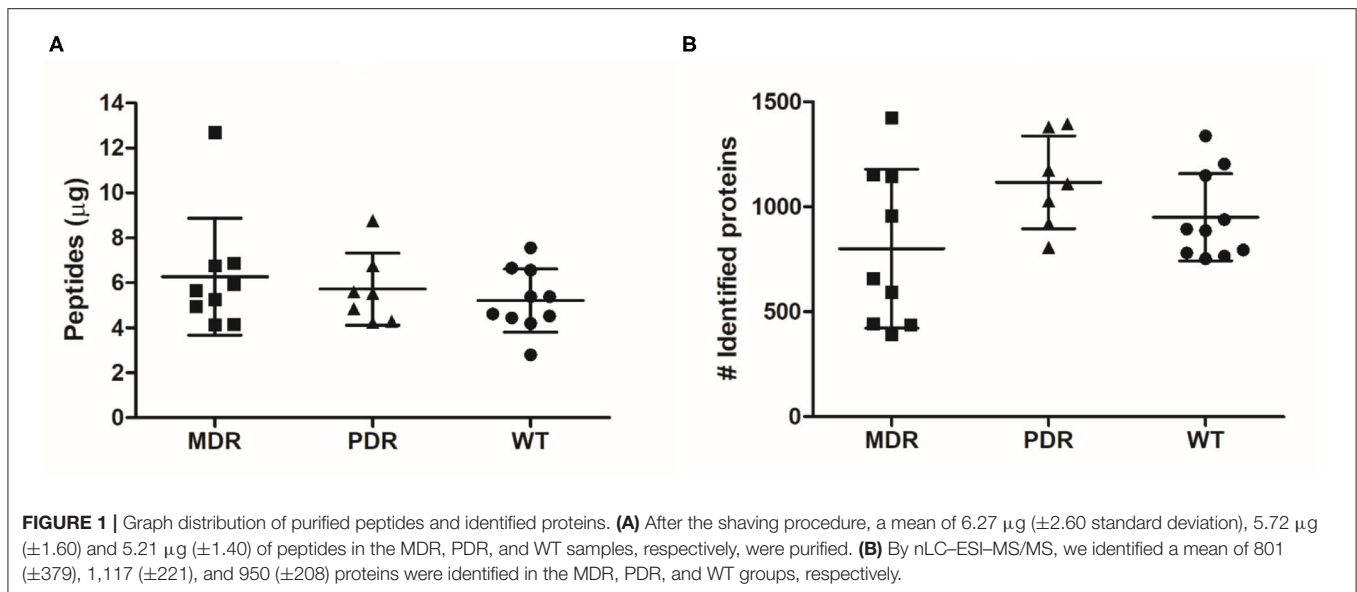 A
B
Peptides (μg)
14
12
10
8
6
4
2
0
MDR
PDR
WT
# Identified proteins
1500
1000
500
0
MDR
PDR
WT
FIGURE 1 | Graph distribution of purified peptides and identified proteins. (A) After the shaving procedure, a mean of 6.27 μg (±2.60 standard deviation), 5.72 μg
(±1.60) and 5.21 μg (±1.40) of peptides in the MDR, PDR, and WT samples, respectively, were purified. (B) By nLC–ESI–MS/MS, we identified a mean of 801
(±379), 1,117 (±221), and 950 (±208) proteins were identified in the MDR, PDR, and WT groups, respectively.